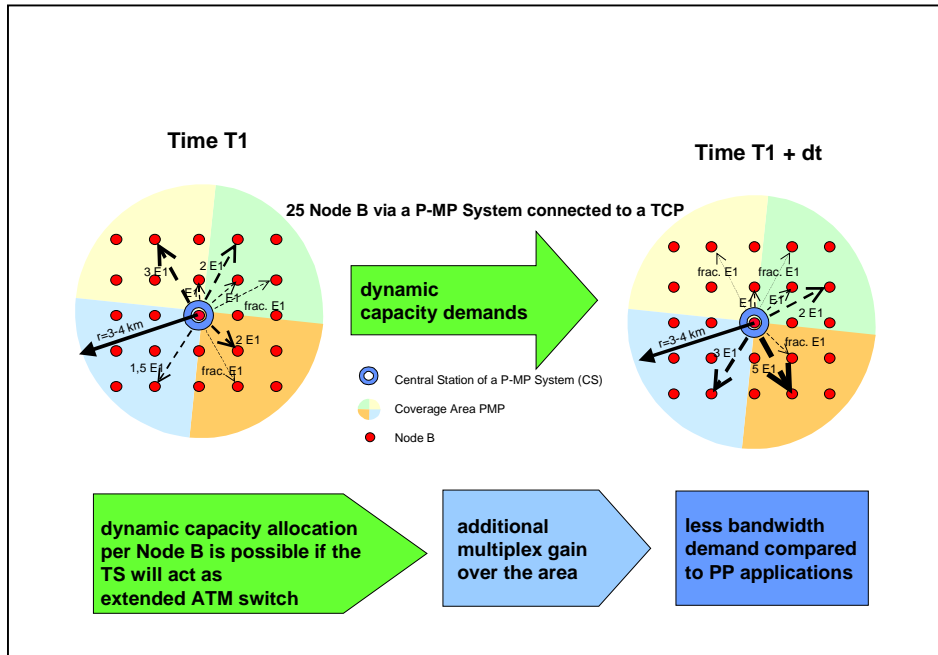 Time T1
Time T1 + dt
25 Node B via a P-MP System connected to a TCP
3 E1
2 E1
E1
E1
frac. E1
r=3-4 km
2 E1
1,5 E1
frac. E1
dynamic
capacity demands
Central Station of a P-MP System (CS)
Coverage Area PMP
Node B
frac. E1
frac. E1
E1
E1
2 E1
r=3-4 km
frac. E1
3 E1
5 E1
dynamic capacity allocation
per Node B is possible if the
TS will act as
extended ATM switch
additional
multiplex gain
over the area
less bandwidth
demand compared
to PP applications